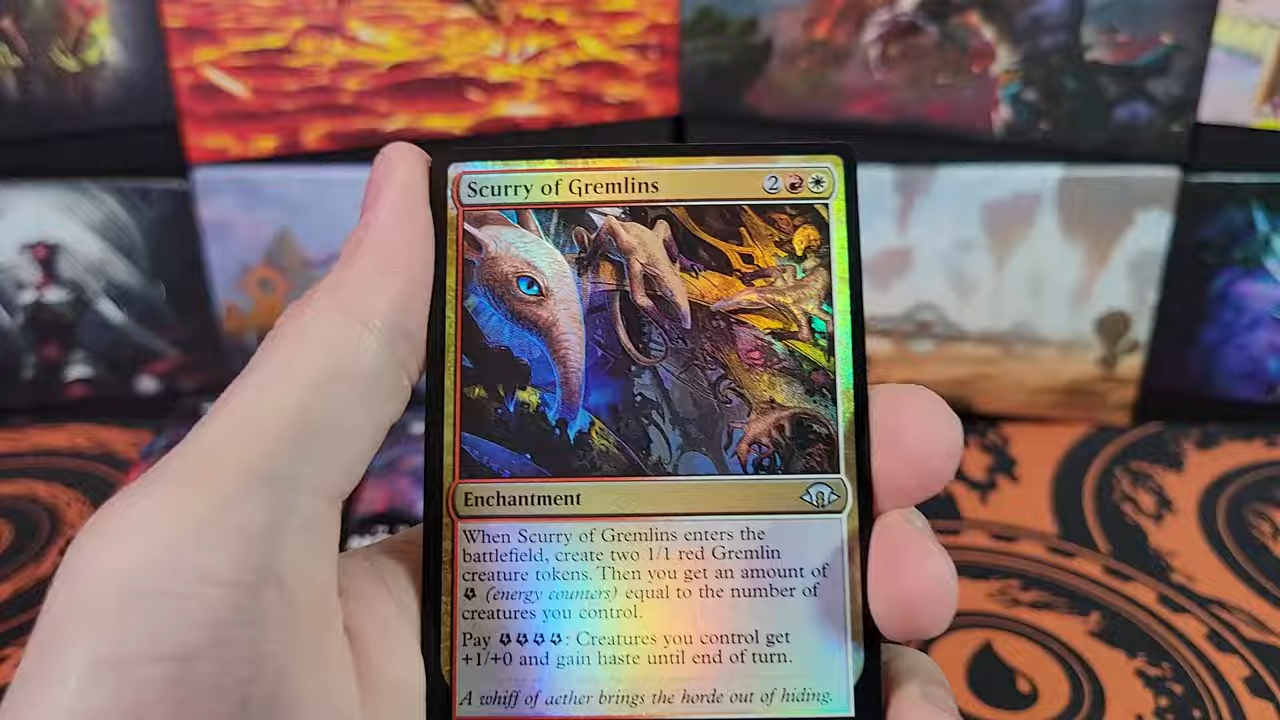 Scurry of Gremlins 2
Enchantment
When Scurry of Gremlins enters the
battlefield, create two 1/1 red Gremlin
creature tokens. Then you get an amount of
(energy counters) equal to the number of
creatures you control.
Pay : Creatures you control get
+1/+0 and gain haste until end of turn.
A whiff of aether brings the horde out of hiding.